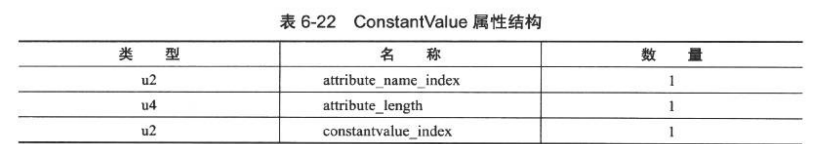 表 6-22 ConstantValue 属性结构
类 型 名 称 数 量
u2 attribute_name_index 1
u4 attribute_length 1
u2 constantvalue_index 1